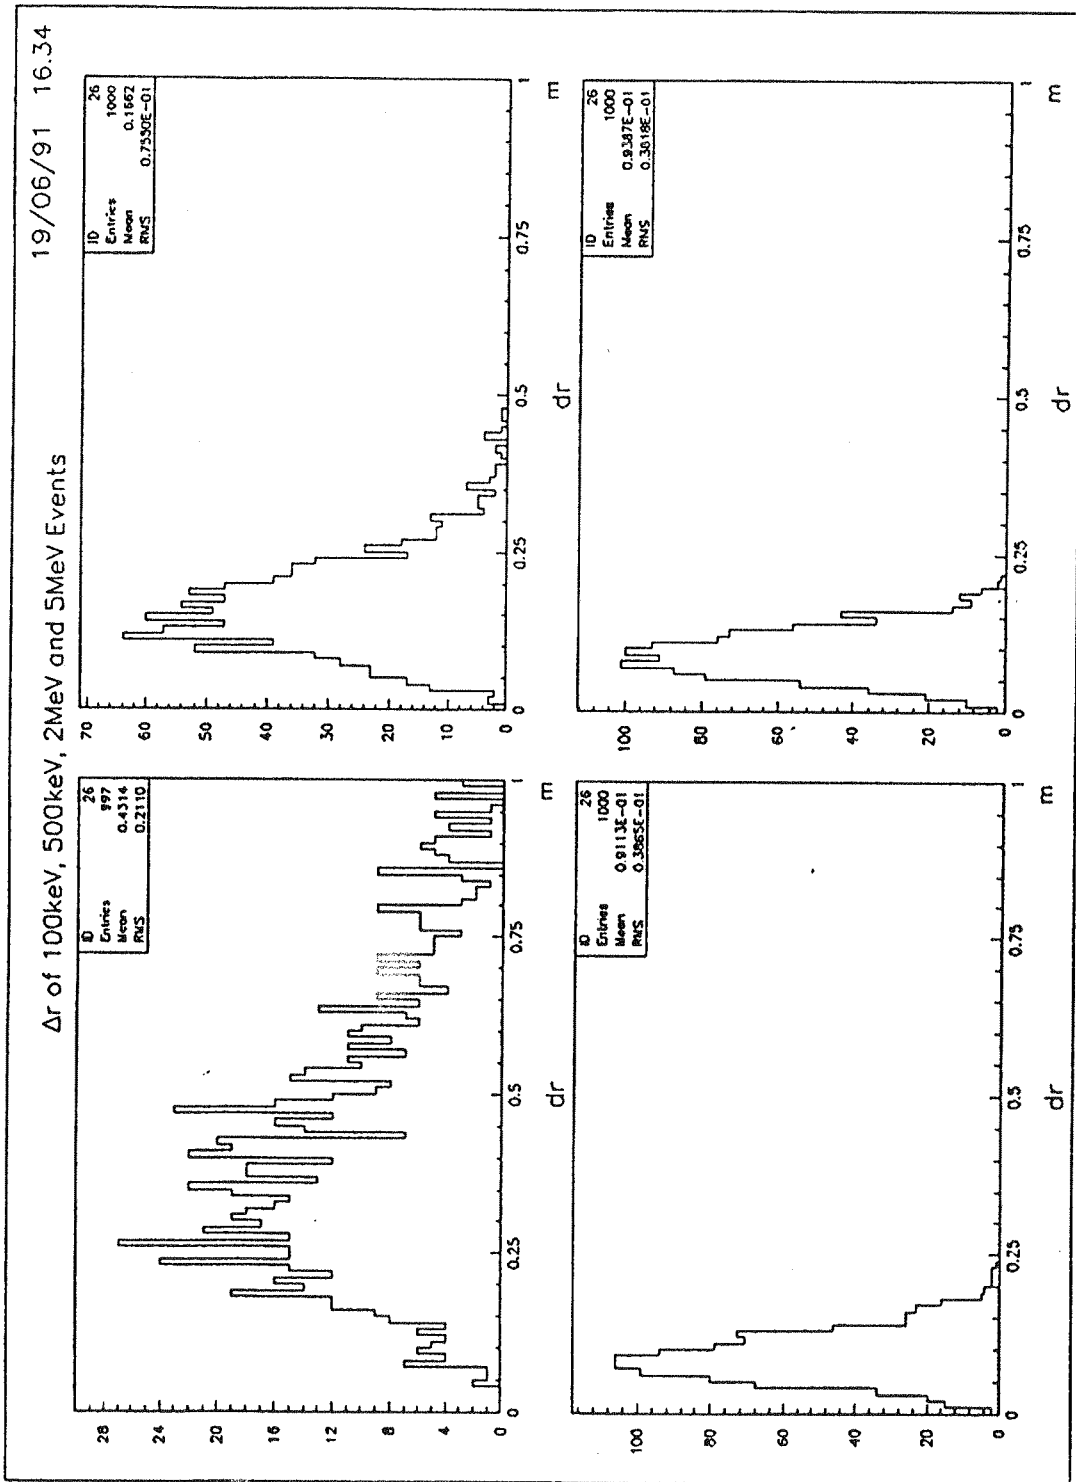 19/06/91 16.34
Δr of 100keV, 500keV, 2MeV and 5MeV Events
ID 26
Entries 997
Mean 0.4314
RMS 0.2110
28
24
20
16
12
8
4
0
0 0.25 0.5 0.75 1
dr m
ID 26
Entries 1000
Mean 0.1662
RMS
70
60
50
40
30
20
10
0
0 0.25 0.5 0.75 1
dr m
ID 26
Entries 1000
Mean 0.9113E-01
RMS 0.3865E-01
100
80
60
40
20
0
0 0.25 0.5 0.75 1
dr m
ID 26
Entries 1000
Mean 0.9387E-01
RMS 0.3818E-01
100
80
60
40
20
0
0 0.25 0.5 0.75 1
dr m